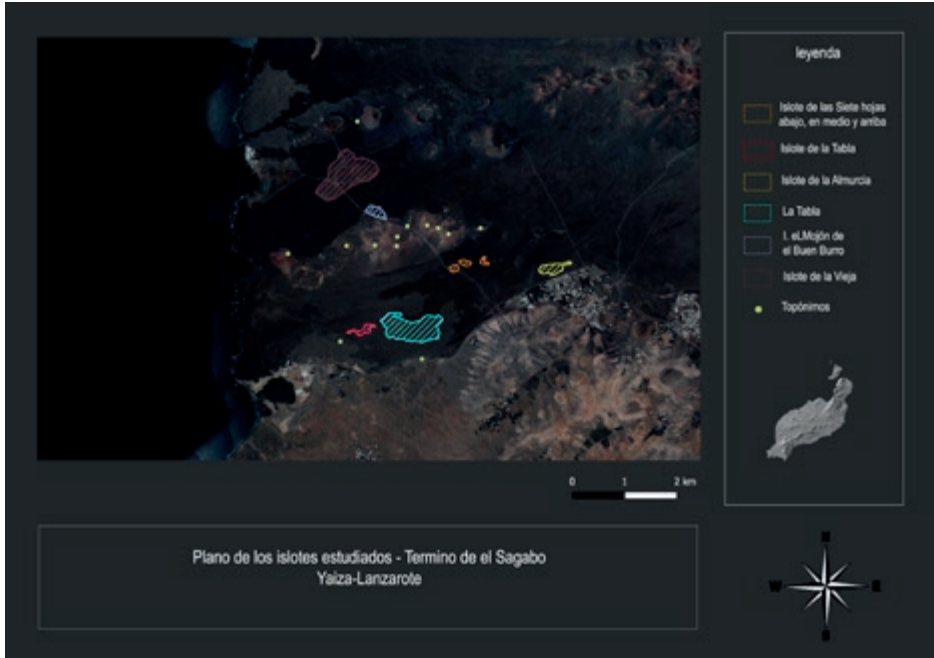 leyenda
Islote de las Siete hojas
abajo, en medio y arriba
Islote de la Tabla
Islote de la Almurcia
La Tabla
I. eLMojón de
el Buen Burro
Islote de la Vieja
Topónimos
0 1 2 km
Plano de los islotes estudiados - Termino de el Sagabo
Yaiza-Lanzarote
N
W E
S